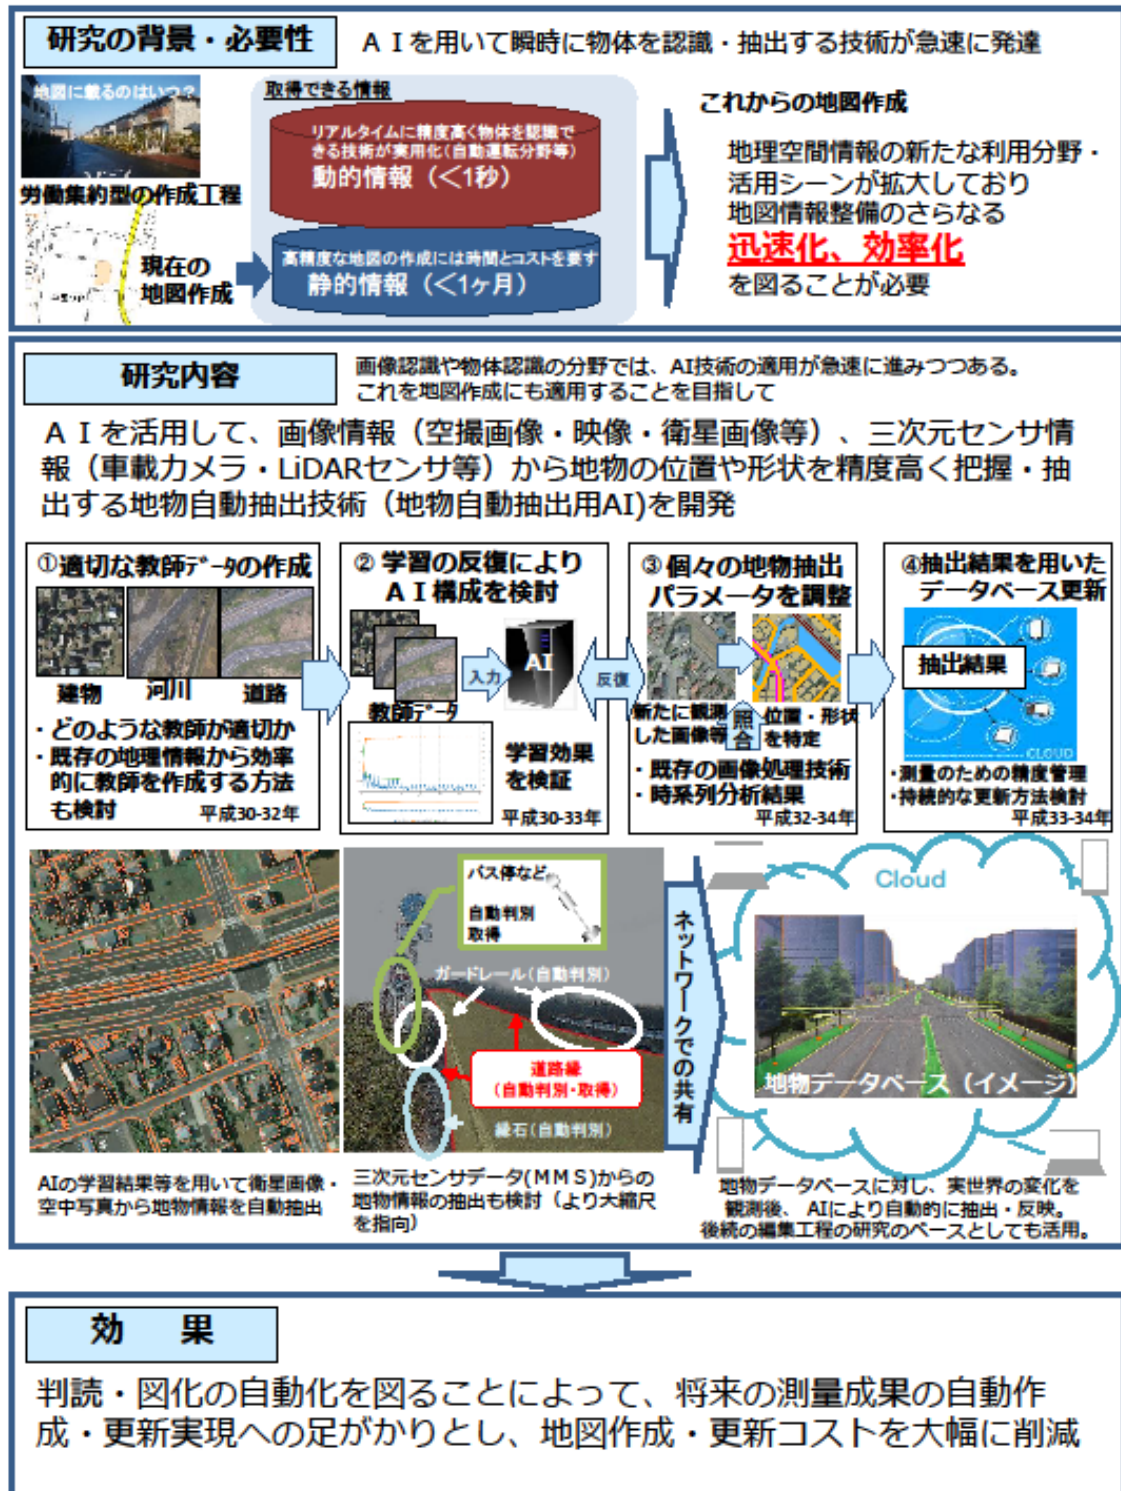 研究の背景・必要性
ＡＩを用いて瞬時に物体を認識・抽出する技術が急速に発達
地図に載るのはいつ？
労働集約型の作成工程
現在の
地図作成
取得できる情報
リアルタイムに精度高く物体を認識で
きる技術が実用化(自動運転分野等)
動的情報（＜1秒）
高精度な地図の作成には時間とコストを要す
静的情報（＜1ヶ月）
これからの地図作成
地理空間情報の新たな利用分野・
活用シーンが拡大しており
地図情報整備のさらなる
迅速化、効率化
を図ることが必要
研究内容
画像認識や物体認識の分野では、AI技術の適用が急速に進みつつある。
これを地図作成にも適用することを目指して
ＡＩを活用して、画像情報（空撮画像・映像・衛星画像等）、三次元センサ情
報（車載カメラ・LiDARセンサ等）から地物の位置や形状を精度高く把握・抽
出する地物自動抽出技術（地物自動抽出用AI)を開発
①適切な教師ﾃﾞｰﾀの作成
建物
河川
道路
・どのような教師が適切か
・既存の地理情報から効率
的に教師を作成する方法
も検討
平成30-32年
② 学習の反復により
ＡＩ構成を検討
入力
AI
教師ﾃﾞｰﾀ
学習効果
を検証
平成30-33年
反復
③ 個々の地物抽出
パラメータを調整
新たに観測
した画像等
照合
位置・形状
を特定
・既存の画像処理技術
・時系列分析結果
平成32-34年
④抽出結果を用いた
データベース更新
抽出結果
CLOUD
・測量のための精度管理
・持続的な更新方法検討
平成33-34年
バス停など
自動判別
取得
ガードレール(自動判別)
道路縁
(自動判別・取得)
縁石(自動判別)
ネットワークでの共有
Cloud
地物データベース（イメージ）
AIの学習結果等を用いて衛星画像・
空中写真から地物情報を自動抽出
三次元センサデータ(ＭＭＳ)からの
地物情報の抽出も検討（より大縮尺
を指向）
地物データベースに対し、実世界の変化を
観測後、AIにより自動的に抽出・反映。
後続の編集工程の研究のベースとしても活用。
効　果
判読・図化の自動化を図ることによって、将来の測量成果の自動作
成・更新実現への足がかりとし、地図作成・更新コストを大幅に削減